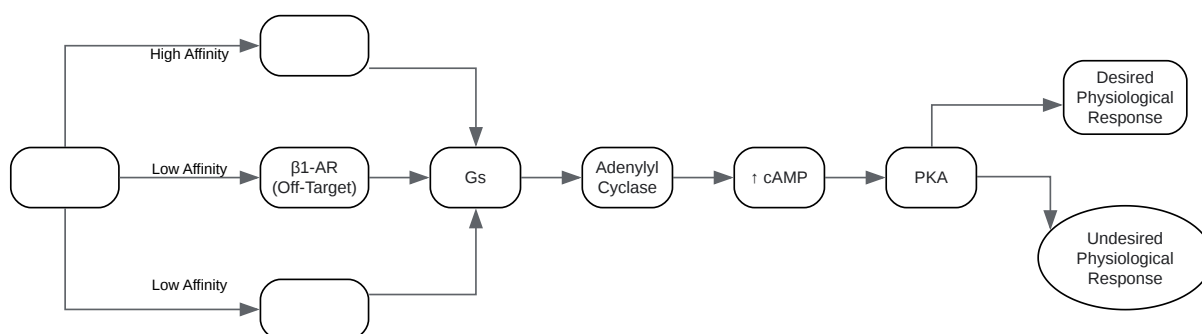 High Affinity
Low Affinity
β1-AR
(Off-Target)
Low Affinity
Gs
Adenylyl
Cyclase
↑ cAMP
PKA
Desired
Physiological
Response
Undesired
Physiological
Response